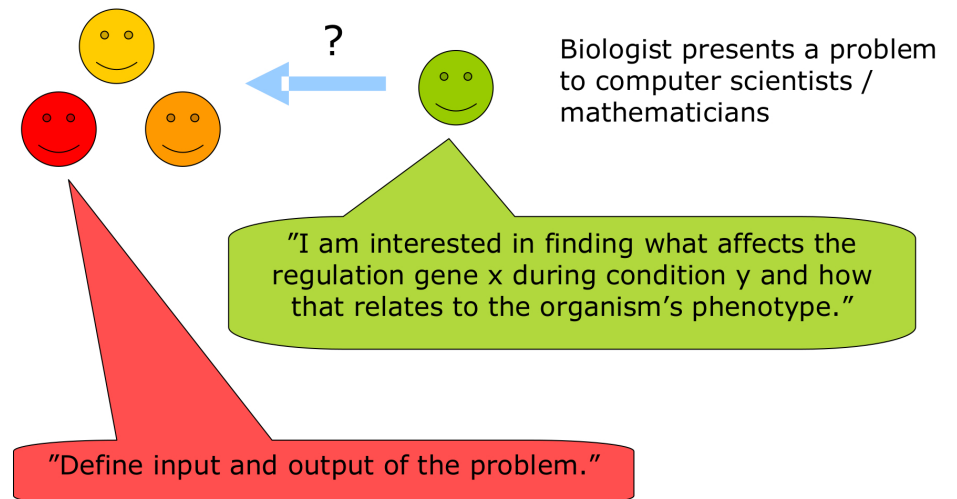 ?
Biologist presents a problem
to computer scientists /
mathematicians
”I am interested in finding what affects the
regulation gene x during condition y and how
that relates to the organism’s phenotype.”
”Define input and output of the problem.”